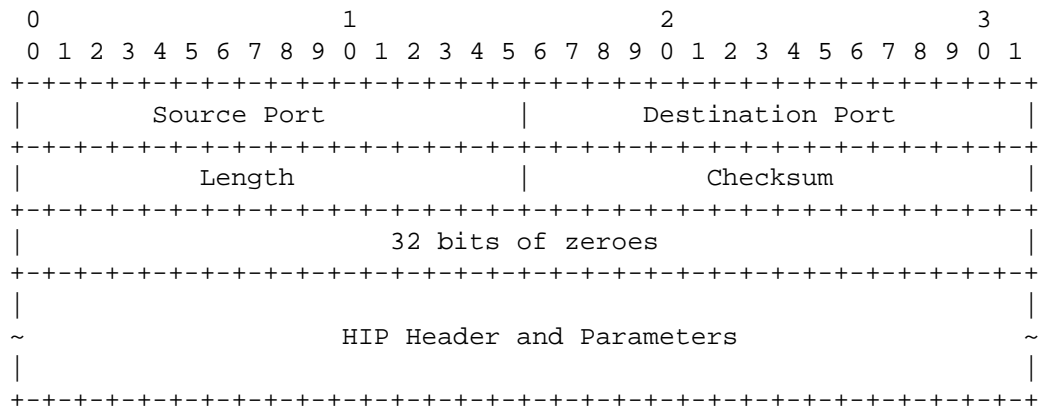 0                   1                   2                   3
 0 1 2 3 4 5 6 7 8 9 0 1 2 3 4 5 6 7 8 9 0 1 2 3 4 5 6 7 8 9 0 1
+-+-+-+-+-+-+-+-+-+-+-+-+-+-+-+-+-+-+-+-+-+-+-+-+-+-+-+-+-+-+-+-+
|        Source Port            |       Destination Port        |
+-+-+-+-+-+-+-+-+-+-+-+-+-+-+-+-+-+-+-+-+-+-+-+-+-+-+-+-+-+-+-+-+
|           Length              |           Checksum            |
+-+-+-+-+-+-+-+-+-+-+-+-+-+-+-+-+-+-+-+-+-+-+-+-+-+-+-+-+-+-+-+-+
|                       32 bits of zeroes                       |
+-+-+-+-+-+-+-+-+-+-+-+-+-+-+-+-+-+-+-+-+-+-+-+-+-+-+-+-+-+-+-+-+
|                                                               |
~                    HIP Header and Parameters                  ~
|                                                               |
+-+-+-+-+-+-+-+-+-+-+-+-+-+-+-+-+-+-+-+-+-+-+-+-+-+-+-+-+-+-+-+-+